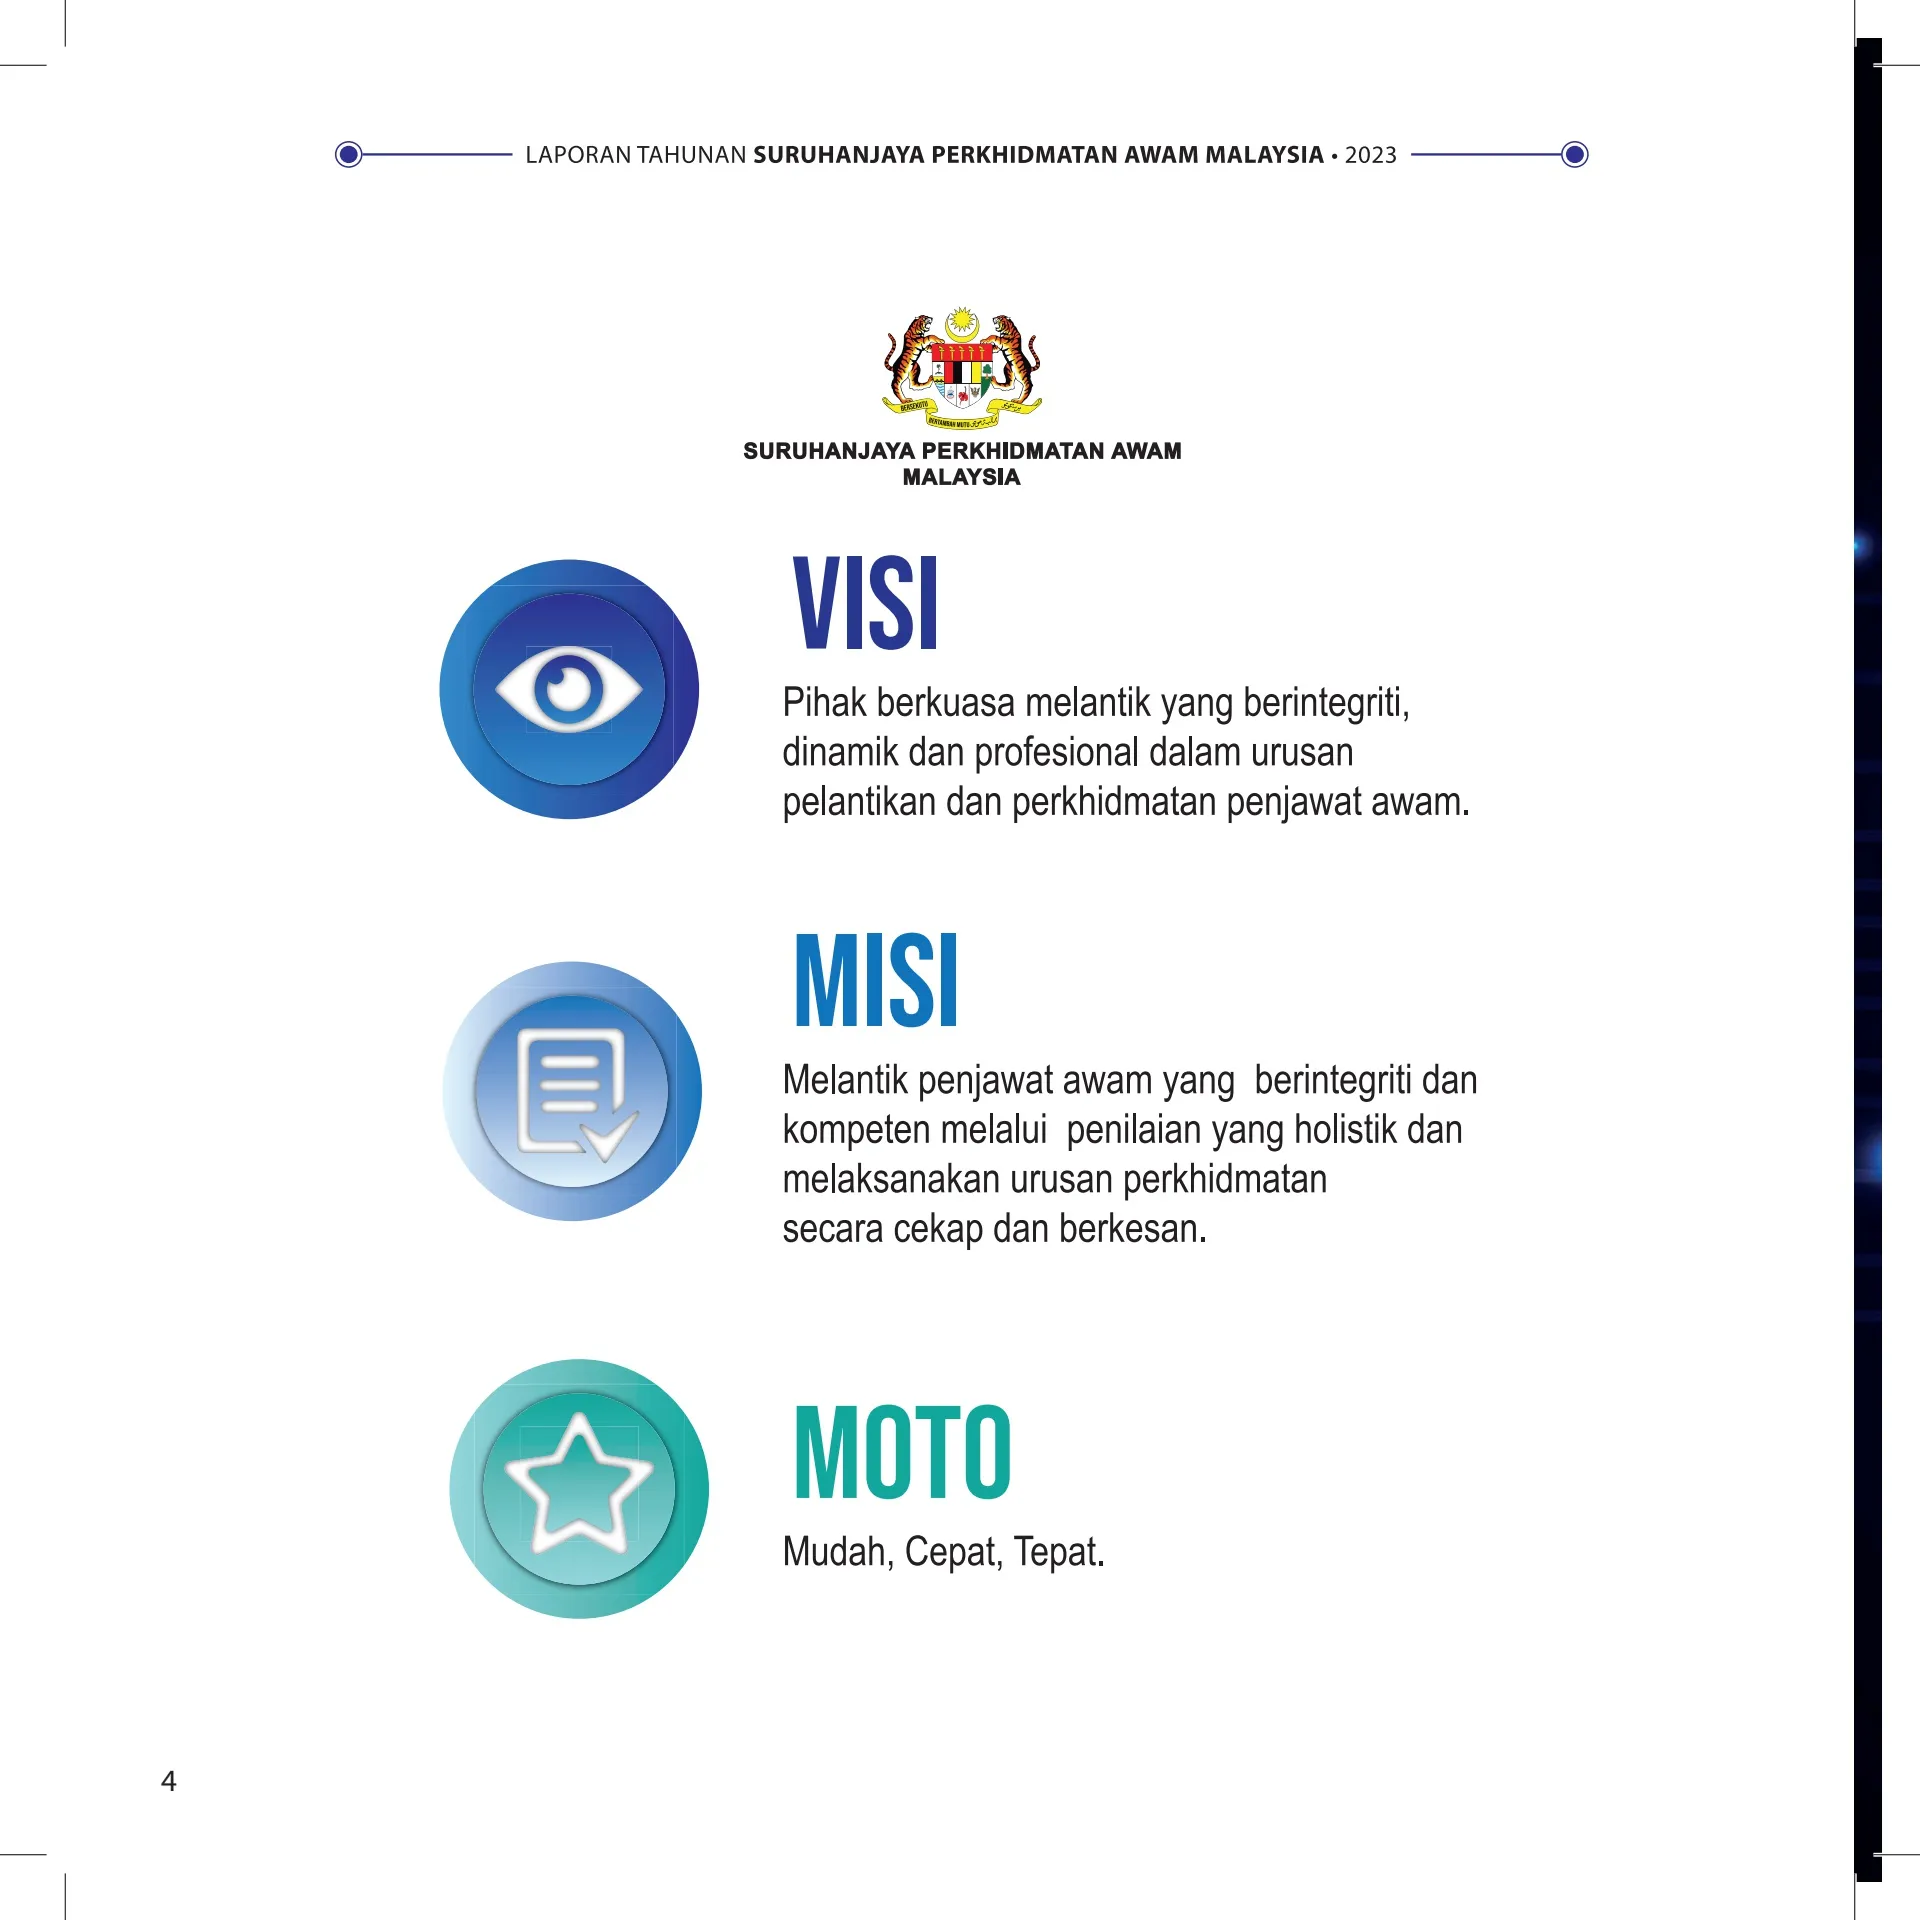 LAPORAN TAHUNAN SURUHANJAYA PERKHIDMATAN AWAM MALAYSIA • 2023
BERSEKUTU
BERTAMBAH MUTU
SURUHANJAYA PERKHIDMATAN AWAM
MALAYSIA
VISI
Pihak berkuasa melantik yang berintegriti,
dinamik dan profesional dalam urusan
pelantikan dan perkhidmatan penjawat awam.
MISI
Melantik penjawat awam yang berintegriti dan
kompeten melalui penilaian yang holistik dan
melaksanakan urusan perkhidmatan
secara cekap dan berkesan.
MOTO
Mudah, Cepat, Tepat.
4